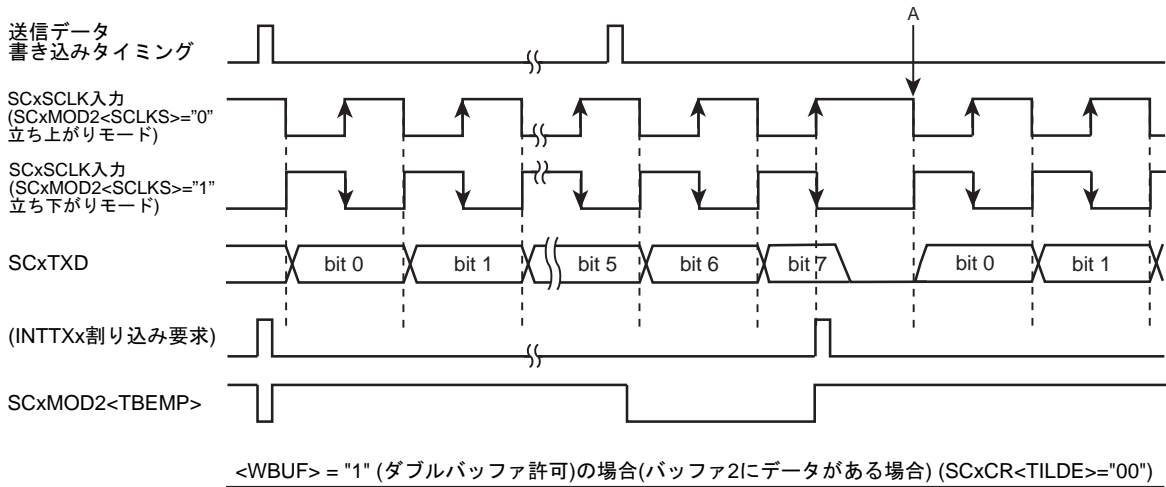 送信データ
書き込みタイミング
A
SCxSCLK入力
(SCxMOD2<SCLKS>="0"
立ち上がりモード)
SCxSCLK入力
(SCxMOD2<SCLKS>="1"
立ち下がりモード)
SCxTXD
bit 0
bit 1
bit 5
bit 6
bit 7
bit 0
bit 1
(INTTXx割り込み要求)
SCxMOD2<TBEMP>
<WBUF> = "1" (ダブルバッファ許可)の場合(バッファ2にデータがある場合) (SCxCR<TILDE>="00")